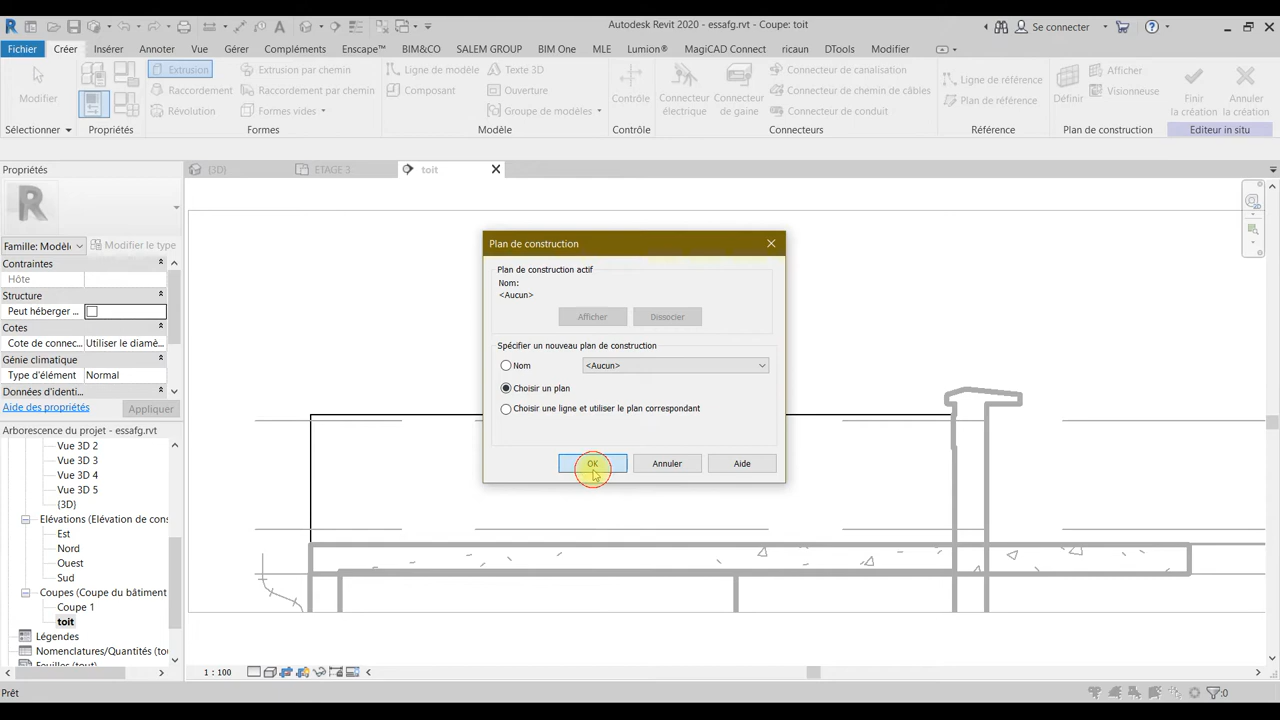 Autodesk Revit 2020 - essafg.rvt - Coupe: toit
Se connecter
Fichier Créer Insérer Annoter Vue Gérer Compléments Enscape™ BIM&CO SALEM GROUP BIM One MLE Lumion® MagiCAD Connect ricaun DTools Modifier
Modifier
Extrusion
Raccordement
Révolution
Extrusion par chemin
Raccordement par chemin
Formes vides
Ligne de modèle
Composant
Texte 3D
Ouverture
Groupe de modèles
Contrôle
Connecteur électrique
Connecteur de gaine
Connecteur de canalisation
Connecteur de chemin de câbles
Connecteur de conduit
Ligne de référence
Plan de référence
Définir
Afficher
Visionneuse
Finir la création
Annuler la création
Sélectionner Propriétés Formes Modèle Contrôle Connecteurs Référence Plan de construction Editeur in situ
Propriétés
{3D}
ETAGE 3
toit
Famille: Modèl
Modifier le type
Contraintes
Hôte
Structure
Peut héberger ...
Cotes
Cote de connec... Utiliser le diamè
Génie climatique
Type d'élément Normal
Données d'identi...
Aide des propriétés
Appliquer
Arborescence du projet - essafg.rvt
Vue 3D 2
Vue 3D 3
Vue 3D 4
Vue 3D 5
{3D}
Elévations (Elévation de cons
Est
Nord
Ouest
Sud
Coupes (Coupe du bâtiment
Coupe 1
toit
Légendes
Nomenclatures/Quantités (tou
Feuilles (tout)
Plan de construction
Plan de construction actif
Nom:
<Aucun>
Afficher
Dissocier
Spécifier un nouveau plan de construction
Nom
<Aucun>
Choisir un plan
Choisir une ligne et utiliser le plan correspondant
OK
Annuler
Aide
1 : 100
Prêt
:0